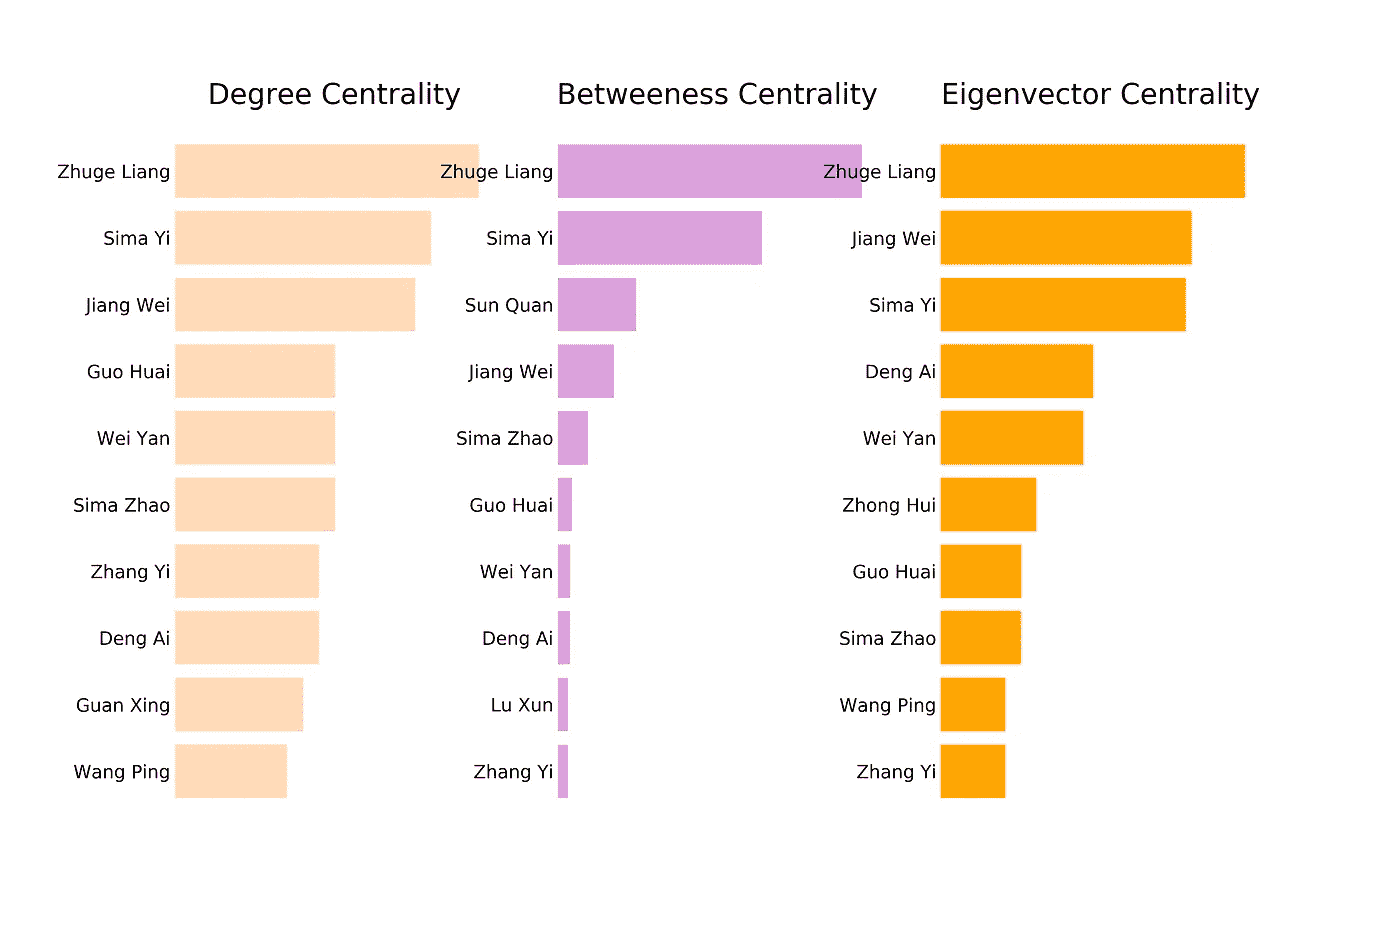 Degree Centrality
Zhuge Liang
Sima Yi
Jiang Wei
Guo Huai
Wei Yan
Sima Zhao
Zhang Yi
Deng Ai
Guan Xing
Wang Ping
Betweeness Centrality
Zhuge Liang
Sima Yi
Sun Quan
Jiang Wei
Sima Zhao
Guo Huai
Wei Yan
Deng Ai
Lu Xun
Zhang Yi
Eigenvector Centrality
Zhuge Liang
Jiang Wei
Sima Yi
Deng Ai
Wei Yan
Zhong Hui
Guo Huai
Sima Zhao
Wang Ping
Zhang Yi